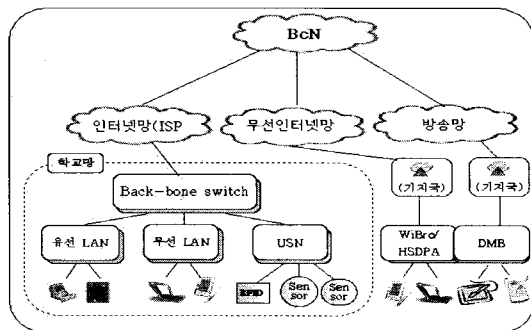 BcN
인터넷망(ISP
무선인터넷망
방송망
학교망
(기지국)
(기지국)
Back-bone switch
유선 LAN
무선 LAN
USN
WiBro/
HSDPA
DMB
RFID
Sen
sor
Sen
sor